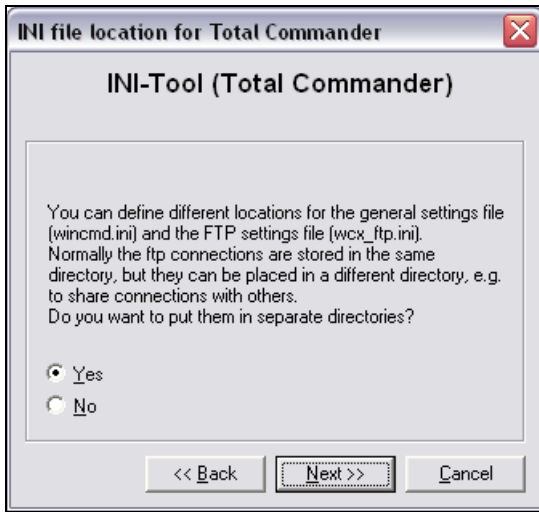 INI file location for Total Commander
INI-Tool (Total Commander)
You can define different locations for the general settings file
(wincmd.ini) and the FTP settings file (wcx_ftp.ini).
Normally the ftp connections are stored in the same
directory, but they can be placed in a different directory, e.g.
to share connections with others.
Do you want to put them in separate directories?
Yes
No
<< Back
Next >>
Cancel